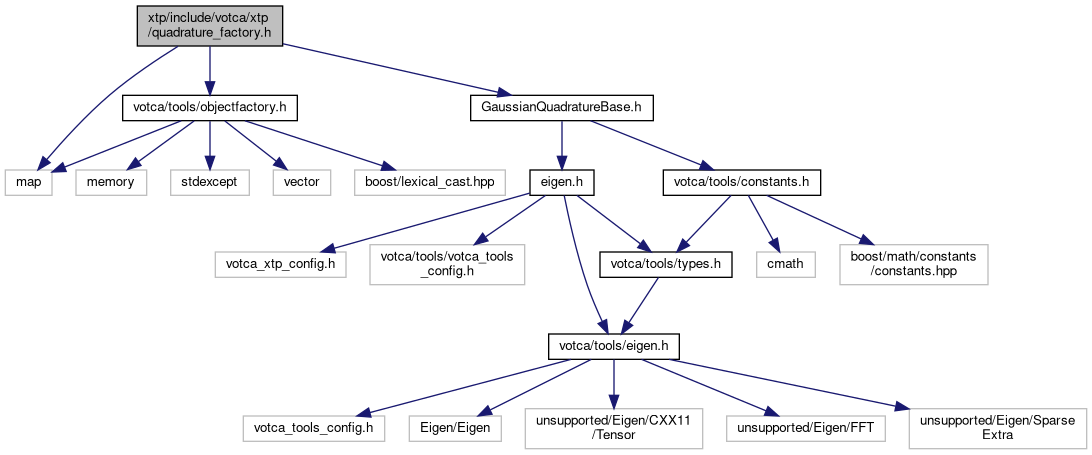 xtp/include/votca/xtp
/quadrature_factory.h
votca/tools/objectfactory.h
GaussianQuadratureBase.h
map
memory
stdexcept
vector
boost/lexical_cast.hpp
eigen.h
votca/tools/constants.h
votca_xtp_config.h
votca/tools/votca_tools
_config.h
votca/tools/types.h
cmath
boost/math/constants
/constants.hpp
votca/tools/eigen.h
votca_tools_config.h
Eigen/Eigen
unsupported/Eigen/CXX11
/Tensor
unsupported/Eigen/FFT
unsupported/Eigen/Sparse
Extra